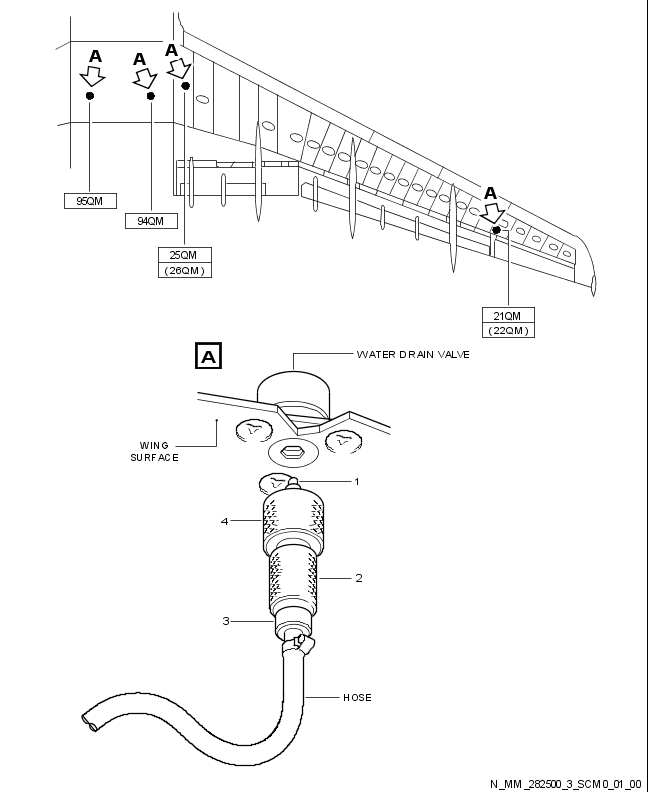 A
A
A
95QM
94QM
25QM
(26QM)
A
21QM
(22QM)
A
WATER DRAIN VALVE
WING
SURFACE
1
4
2
3
HOSE
N_MM_282500_3_SCM0_01_00